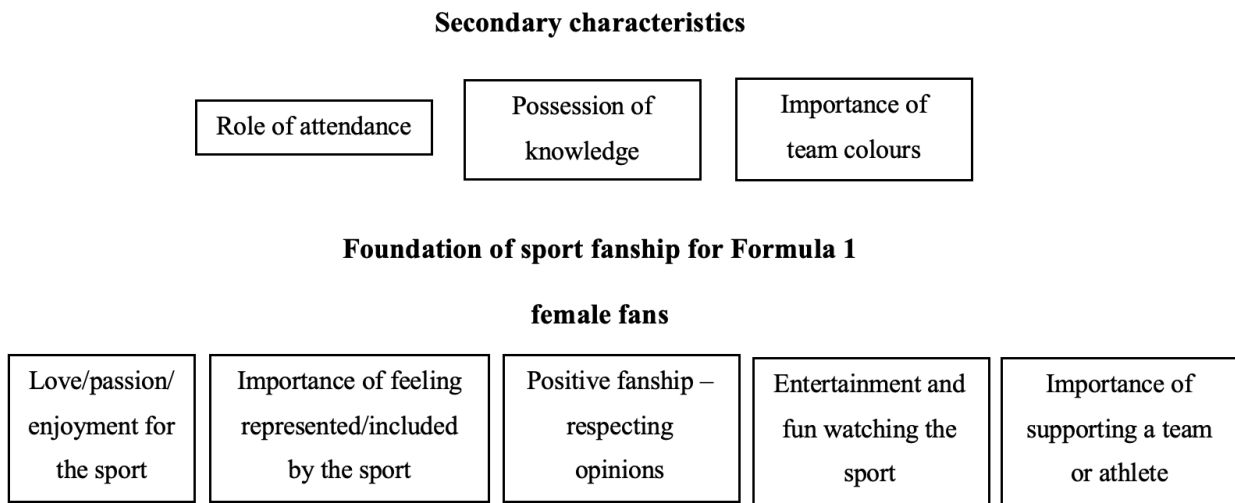 Secondary characteristics
Role of attendance
Possession of
knowledge
Importance of
team colours
Foundation of sport fanship for Formula 1
female fans
Love/passion/
enjoyment for
the sport
Importance of feeling
represented/included
by the sport
Positive fanship –
respecting
opinions
Entertainment and
fun watching the
sport
Importance of
supporting a team
or athlete